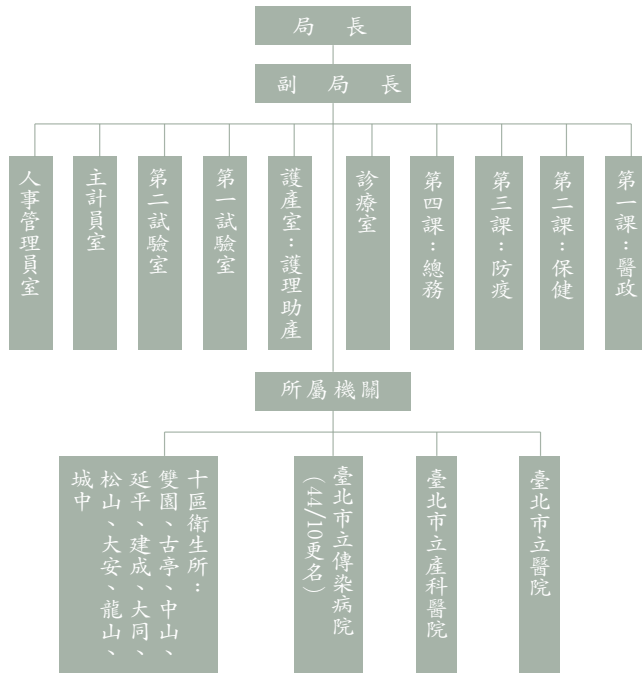 局長
副局長
第一課：醫政
第二課：保健
第三課：防疫
第四課：總務
診療室
護產室：護理助產
第一試驗室
第二試驗室
主計員室
人事管理員室
所屬機關
臺北市立醫院
臺北市立產科醫院
臺北市立傳染病院
（44/10更名）
十區衛生所：
雙園、古亭、中山、
延平、建成、大同、
松山、大安、龍山、
城中